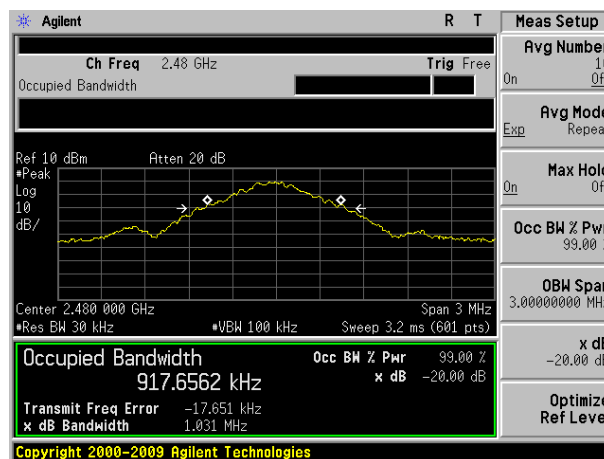 Agilent R T
Ch Freq 2.48 GHz Trig Free
Occupied Bandwidth
Ref 10 dBm Atten 20 dB
#Peak
Log
10
dB/
Center 2.480 000 GHz Span 3 MHz
#Res BW 30 kHz #VBW 100 kHz Sweep 3.2 ms (601 pts)
Occupied Bandwidth
917.6562 kHz
Occ BW % Pwr 99.00 %
x dB -20.00 dB
Transmit Freq Error -17.651 kHz
x dB Bandwidth 1.031 MHz
Copyright 2000-2009 Agilent Technologies
Meas Setup
Avg Number
10
On Of
Avg Mode
Exp Repea
Max Hold
On Of
Occ BW % Pwr
99.00 %
OBW Span
3.00000000 MH
x dB
-20.00 dB
Optimize
Ref Level